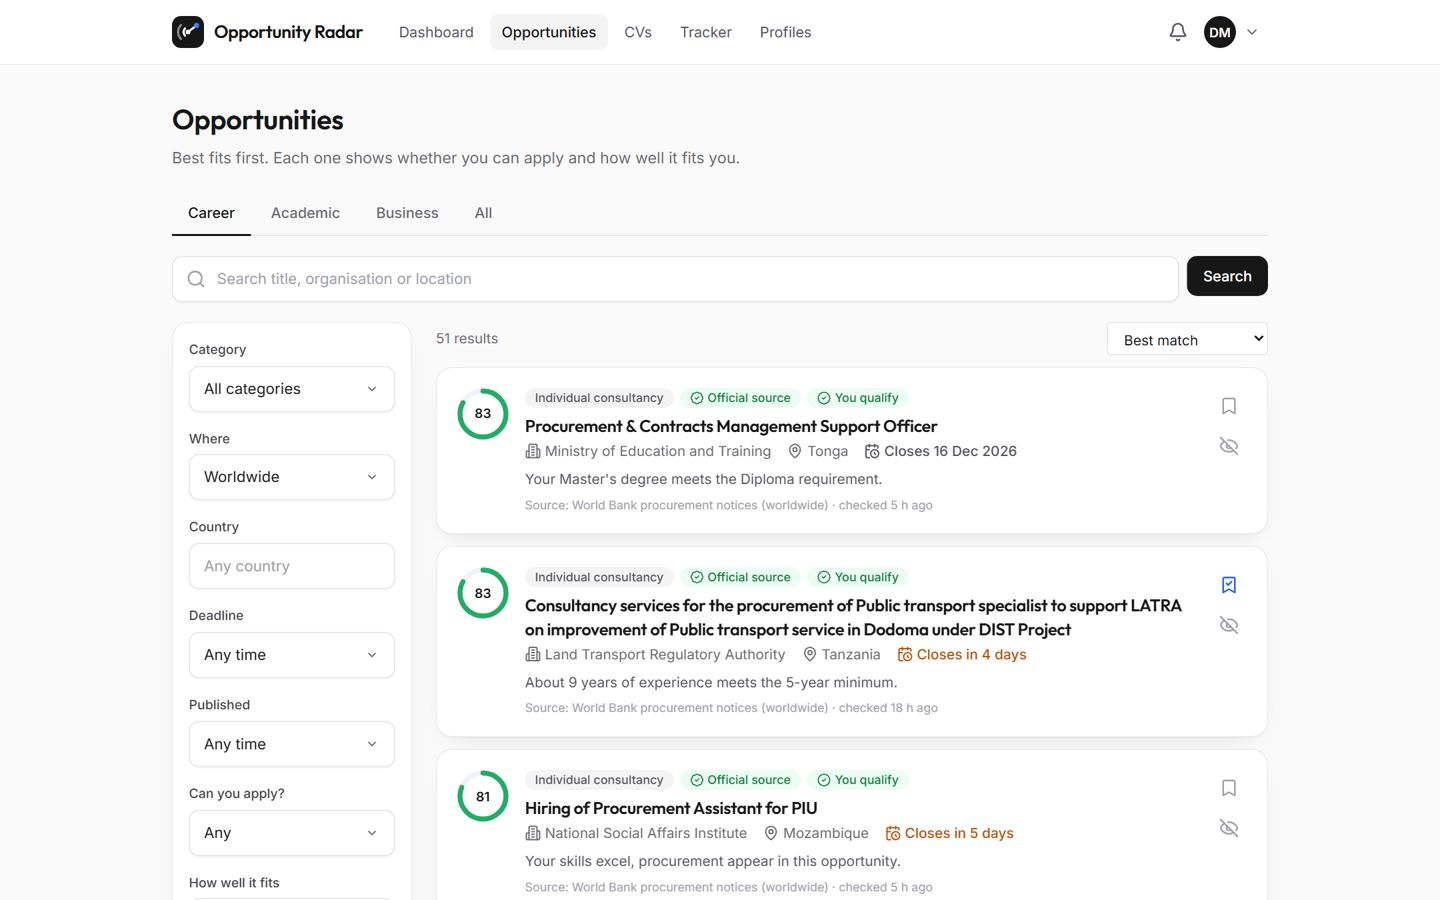 Opportunity Radar
Dashboard
Opportunities
CVs
Tracker
Profiles
DM
Opportunities
Best fits first. Each one shows whether you can apply and how well it fits you.
Career
Academic
Business
All
Search title, organisation or location
Search
Category
All categories
Where
Worldwide
Country
Any country
Deadline
Any time
Published
Any time
Can you apply?
Any
How well it fits
51 results
Best match
83
Individual consultancy
Official source
You qualify
Procurement & Contracts Management Support Officer
Ministry of Education and Training
Tonga
Closes 16 Dec 2026
Your Master's degree meets the Diploma requirement.
Source: World Bank procurement notices (worldwide) · checked 5 h ago
83
Individual consultancy
Official source
You qualify
Consultancy services for the procurement of Public transport specialist to support LATRA
on improvement of Public transport service in Dodoma under DIST Project
Land Transport Regulatory Authority
Tanzania
Closes in 4 days
About 9 years of experience meets the 5-year minimum.
Source: World Bank procurement notices (worldwide) · checked 18 h ago
81
Individual consultancy
Official source
You qualify
Hiring of Procurement Assistant for PIU
National Social Affairs Institute
Mozambique
Closes in 5 days
Your skills excel, procurement appear in this opportunity.
Source: World Bank procurement notices (worldwide) · checked 5 h ago